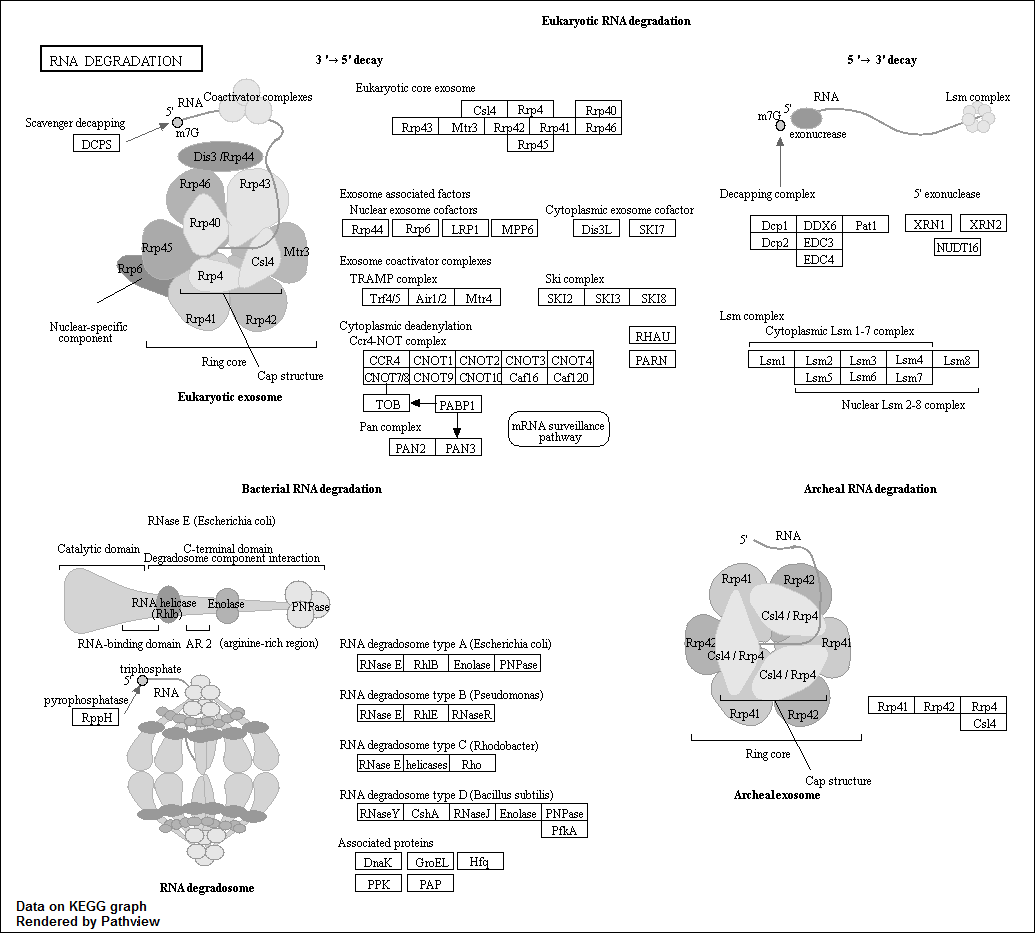 Eukaryotic RNA degradation
RNA DEGRADATION
3 '→ 5' decay
5 '→ 3' decay
RNA
Coactivator complexes
5'
m7G
Scavenger decapping
DCPS
Dis3 /Rrp44
Rrp46
Rrp43
Rrp40
Rrp45
Csl4
Mtr3
Rrp6
Rrp4
Rrp41
Rrp42
Nuclear-specific
component
Ring core
Cap structure
Eukaryotic exosome
Eukaryotic core exosome
Csl4 Rrp4 Rrp40
Rrp43 Mtr3 Rrp42 Rrp41 Rrp46
Rrp45
Exosome associated factors
Nuclear exosome cofactors
Rrp44 Rrp6 LRP1 MPP6
Cytoplasmic exosome cofactor
Dis3L SKI7
Exosome coactivator complexes
TRAMP complex
Trf4/5 Air1/2 Mtr4
Ski complex
SKI2 SKI3 SKI8
Cytoplasmic deadenylation
Ccr4-NOT complex
CCR4 CNOT1 CNOT2 CNOT3 CNOT4
CNOT7/8 CNOT9 CNOT10 Caf16 Caf120
RHAU
PARN
TOB PABP1
Pan complex
PAN2 PAN3
mRNA surveillance
pathway
RNA
Lsm complex
5'
m7G
exonucrease
Decapping complex
5' exonuclease
Dcp1 DDX6 Pat1
Dcp2 EDC3
EDC4
XRN1 XRN2
NUDT16
Lsm complex
Cytoplasmic Lsm 1-7 complex
Lsm1 Lsm2 Lsm3 Lsm4 Lsm8
Lsm5 Lsm6 Lsm7
Nuclear Lsm 2-8 complex
Bacterial RNA degradation
RNase E (Escherichia coli)
Catalytic domain
C-terminal domain
Degradosome component interaction
RNA helicase
(Rhlb)
Enolase
PNPase
RNA-binding domain AR 2 (arginine-rich region)
triphosphate
5'
RNA
pyrophosphatase
RppH
RNA degradosome
RNA degradosome type A (Escherichia coli)
RNase E RhlB Enolase PNPase
RNA degradosome type B (Pseudomonas)
RNase E RhlE RNaseR
RNA degradosome type C (Rhodobacter)
RNase E helicases Rho
RNA degradosome type D (Bacillus subtilis)
RNaseY CshA RNaseJ Enolase PNPase
PfkA
Associated proteins
DnaK GroEL Hfq
PPK PAP
Archeal RNA degradation
5'
RNA
Rrp41 Rrp42
Csl4 / Rrp4
Rrp42 Rrp41
Csl4 / Rrp4
Csl4 / Rrp4
Rrp41 Rrp42
Ring core
Cap structure
Archeal exosome
Rrp41 Rrp42 Rrp4
Csl4
Data on KEGG graph
Rendered by Pathview